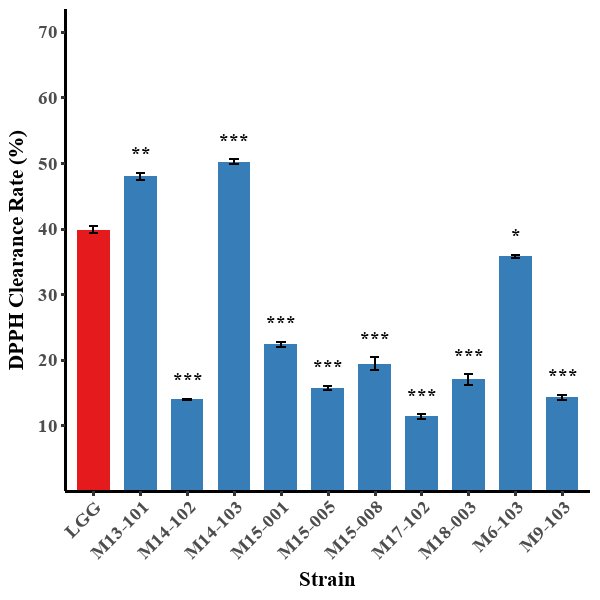 DPPH Clearance Rate (%)
70
60
50
40
30
20
10
** *** * *** *** *** *** *** *** ***
LGG M13-101 M14-102 M14-103 M15-001 M15-005 M15-008 M17-102 M18-003 M6-103 M9-103
Strain